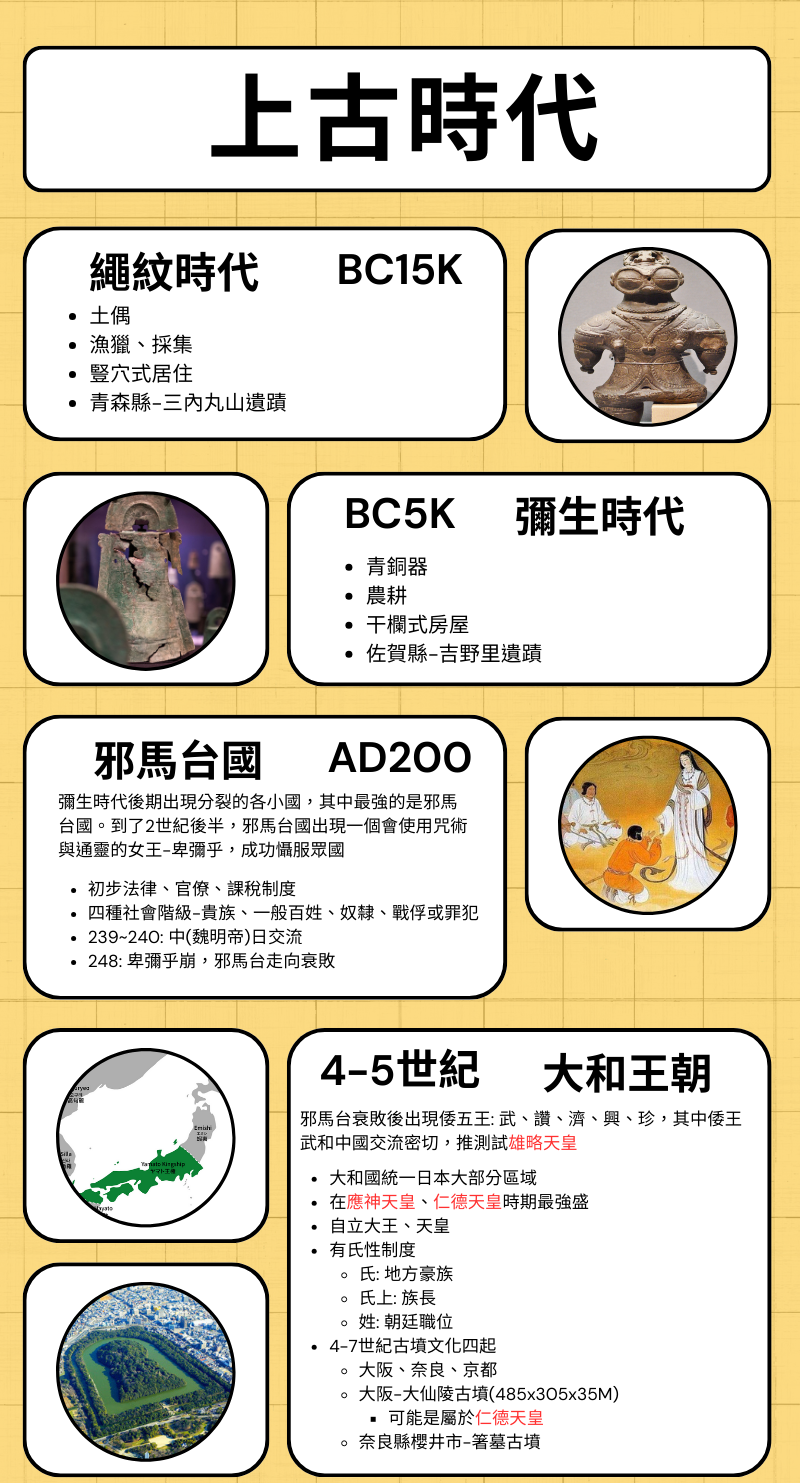 上古時代
繩紋時代 BC15K
土偶
漁獵、採集
豎穴式居住
青森縣-三內丸山遺蹟
BC5K 彌生時代
青銅器
農耕
干欄式房屋
佐賀縣-吉野里遺蹟
邪馬台國 AD200
彌生時代後期出現分裂的各小國，其中最強的是邪馬
台國。到了2世紀後半，邪馬台國出現一個會使用咒術
與通靈的女王-卑彌乎，成功懾服眾國
初步法律、官僚、課稅制度
四種社會階級-貴族、一般百姓、奴隸、戰俘或罪犯
239~240: 中(魏明帝)日交流
248: 卑彌乎崩，邪馬台走向衰敗
Emishi
Silla
Yamato Kingship
ヤマト王権
4-5世紀 大和王朝
邪馬台衰敗後出現倭五王: 武、讚、濟、興、珍，其中倭王
武和中國交流密切，推測試雄略天皇
大和國統一日本大部分區域
在應神天皇、仁德天皇時期最強盛
自立大王、天皇
有氏性制度
氏: 地方豪族
氏上: 族長
姓: 朝廷職位
4-7世紀古墳文化四起
大阪、奈良、京都
大阪-大仙陵古墳(485x305x35M)
可能是屬於仁德天皇
奈良縣櫻井市-箸墓古墳